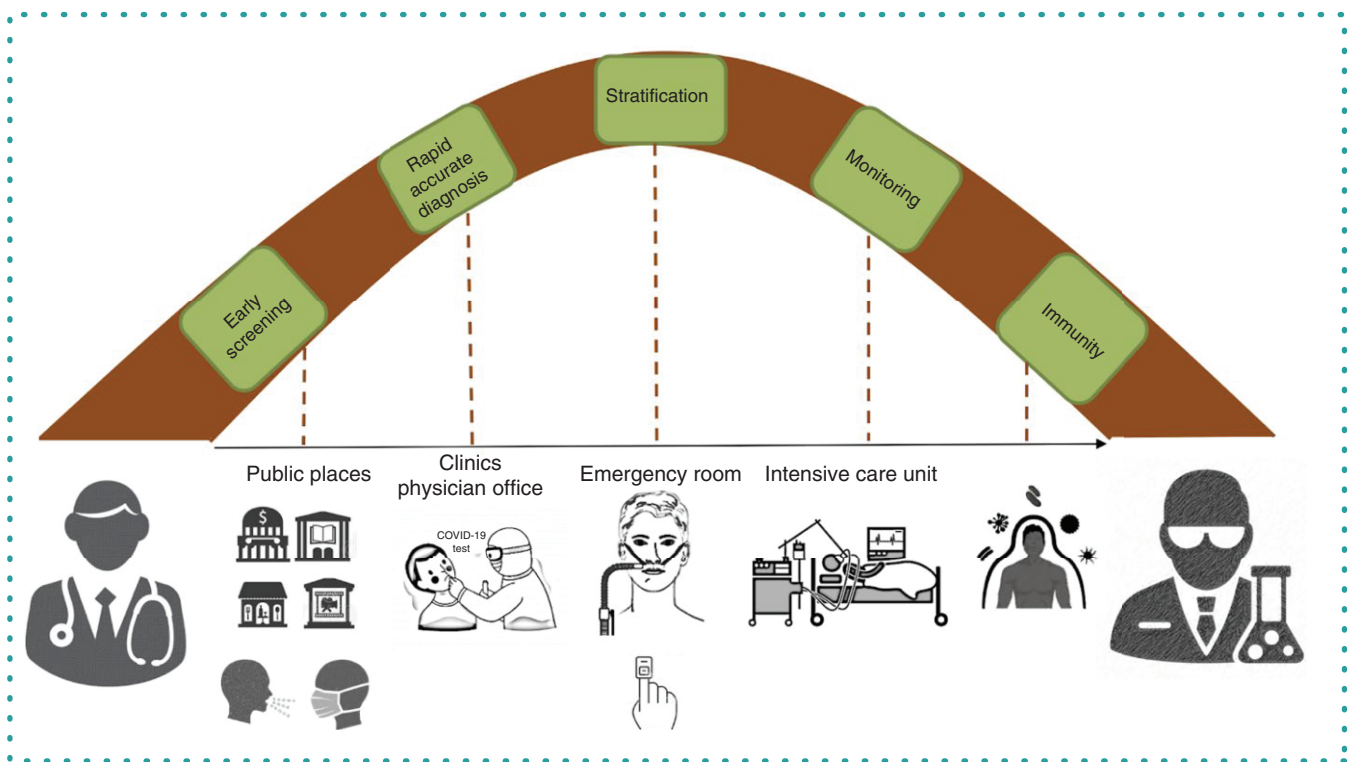 Stratification
Rapid
accurate
diagnosis
Monitoring
Early
screening
Immunity
Public places
Clinics
physician office
Emergency room
Intensive care unit
$
COVID-19
test